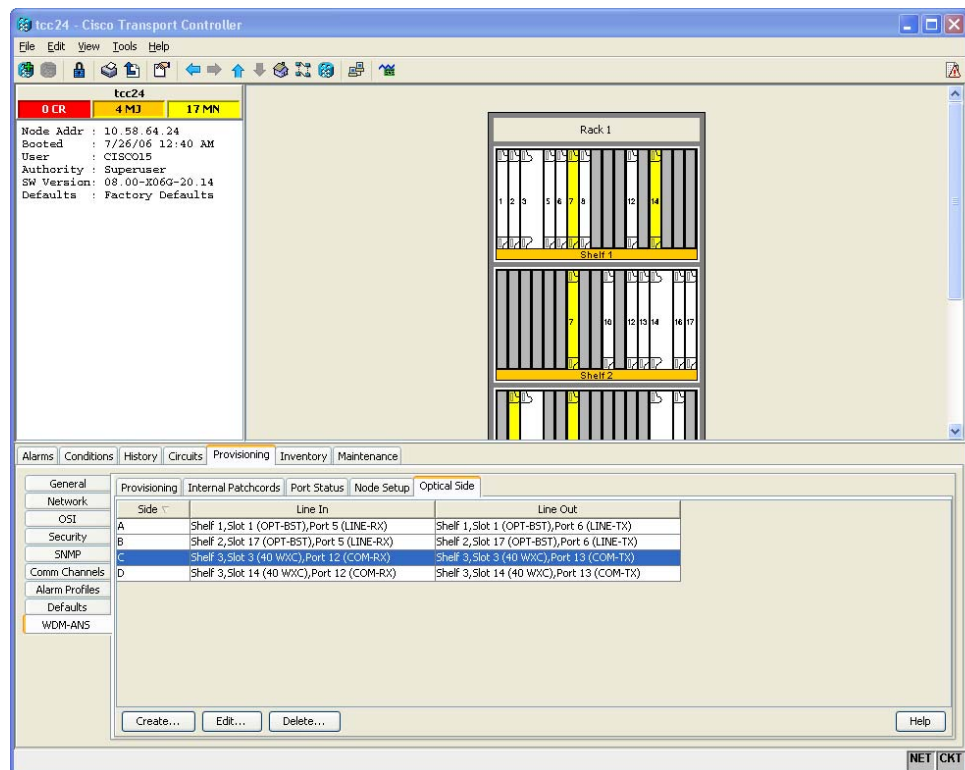 tcc24 - Cisco Transport Controller
File Edit View Tools Help
tcc24
0 CR 4 MJ 17 MN
Node Addr : 10.58.64.24
Booted : 7/26/06 12:40 AM
User : CISCO15
Authority : Superuser
SW Version: 08.00-X06G-20.14
Defaults : Factory Defaults
Rack 1
1 2 3 5 6 7 8 12 14
Shelf 1
7 10 12 13 14 16 17
Shelf 2
Alarms Conditions History Circuits Provisioning Inventory Maintenance
General
Network
OSI
Security
SNMP
Comm Channels
Alarm Profiles
Defaults
WDM-ANS
Provisioning Internal Patchcords Port Status Node Setup Optical Side
Side Line In Line Out
A Shelf 1,Slot 1 (OPT-BST),Port 5 (LINE-RX) Shelf 1,Slot 1 (OPT-BST),Port 6 (LINE-TX)
B Shelf 2,Slot 17 (OPT-BST),Port 5 (LINE-RX) Shelf 2,Slot 17 (OPT-BST),Port 6 (LINE-TX)
C Shelf 3,Slot 3 (40 WXC),Port 12 (COM-RX) Shelf 3,Slot 3 (40 WXC),Port 13 (COM-TX)
D Shelf 3,Slot 14 (40 WXC),Port 12 (COM-RX) Shelf 3,Slot 14 (40 WXC),Port 13 (COM-TX)
Create... Edit... Delete... Help
NET CKT